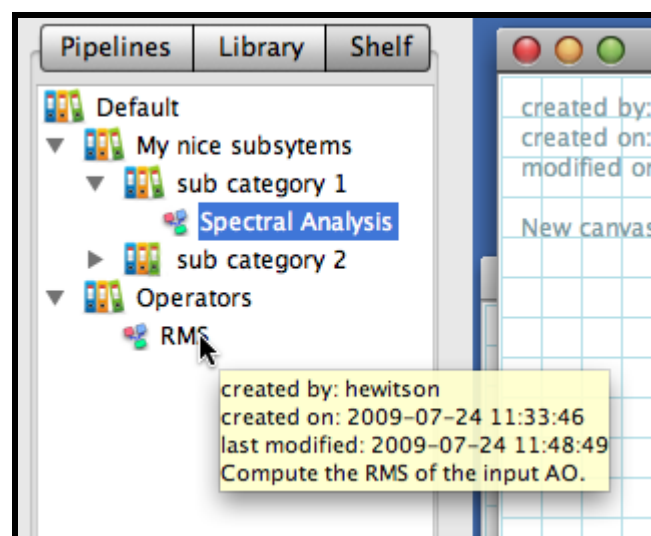 Pipelines Library Shelf
Default
My nice subsytems
sub category 1
Spectral Analysis
sub category 2
Operators
RMS
created by: hewitson
created on: 2009-07-24 11:33:46
last modified: 2009-07-24 11:48:49
Compute the RMS of the input AO.
created by:
created on:
modified or
New canvas